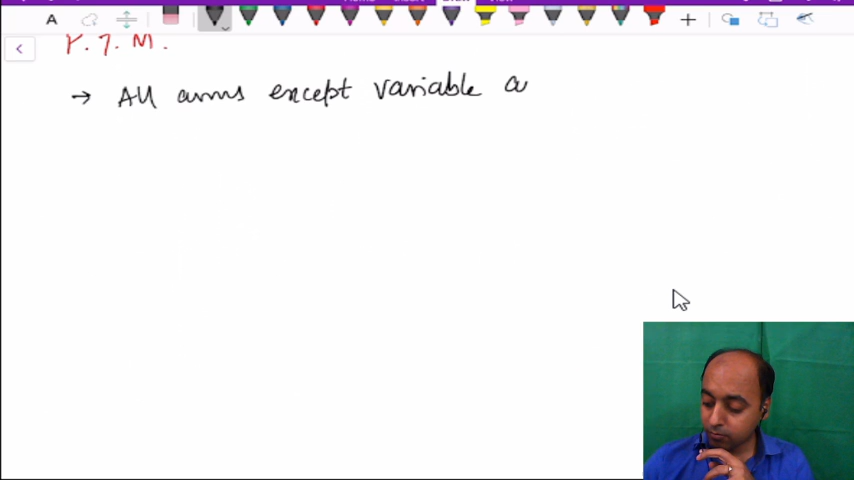 P. T. M.
→ All arms except variable a